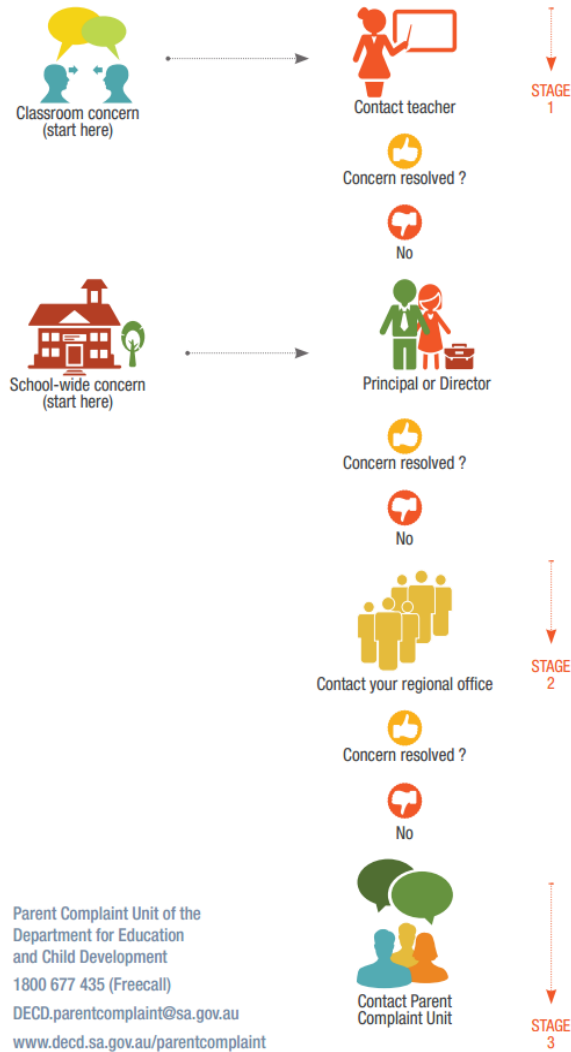 Classroom concern
(start here)
Contact teacher
STAGE
1
Concern resolved ?
No
School-wide concern
(start here)
Principal or Director
Concern resolved ?
No
Contact your regional office
STAGE
2
Concern resolved ?
No
Parent Complaint Unit of the
Department for Education
and Child Development
1800 677 435 (Freecall)
DECD.parentcomplaint@sa.gov.au
www.decd.sa.gov.au/parentcomplaint
Contact Parent
Complaint Unit
STAGE
3